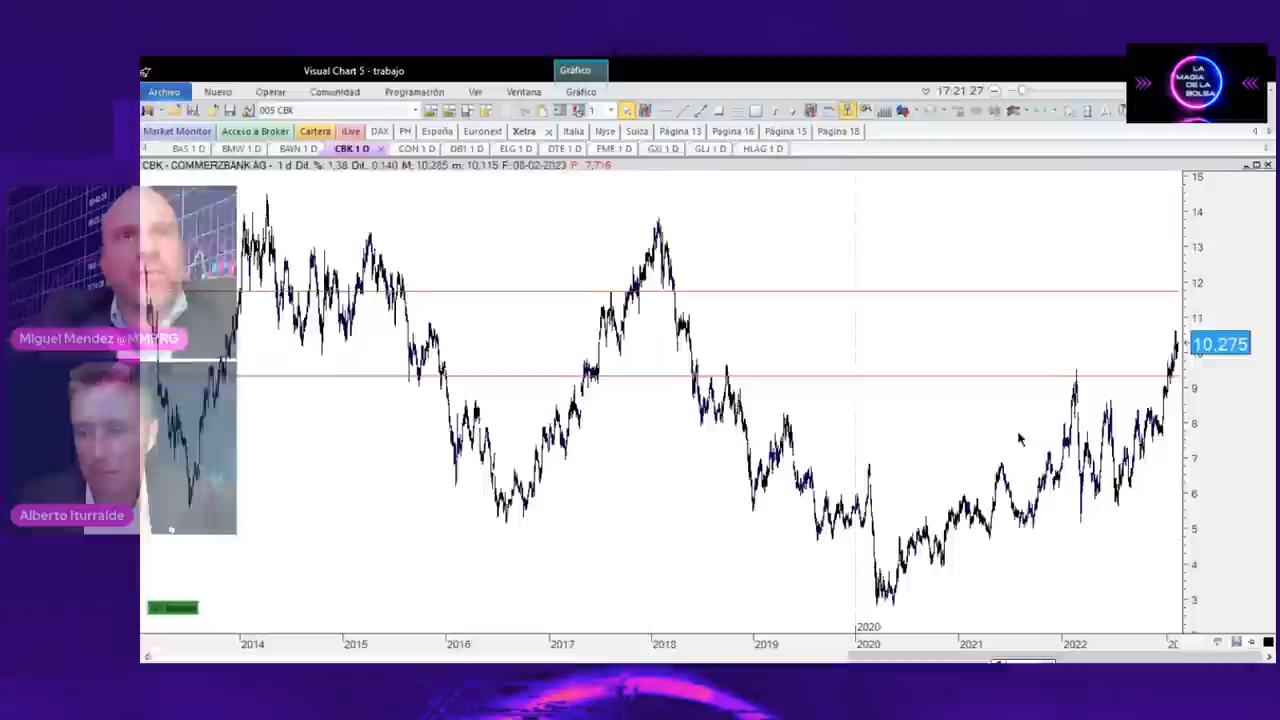 Visual Chart 5 - trabajo
Gráfico
LA MAGIA DE LA BOLSA
Archivo Nuevo Operar Comunidad Programación Ver Ventana Gráfico 17:21:27
005 CBK 1
Market Monitor Acceso a Broker Cartera iLive DAX PH España Euronext Xetra Italia Nyse Suiza Página 13 Página 16 Página 15 Página 18
BAS 1 D BMW 1 D BAYN 1 D CBK 1 D CON 1 D DB1 1 D ELG 1 D DTE 1 D FME 1 D GXI 1 D GLJ 1 D HLAG 1 D
CBK - COMMERZBANK AG - 1 d Dif. %: 1,38 Dif. 0,140 M: 10,285 m: 10,115 F: 08-02-2023 P: 7,716
15
14
13
12
11
10,275
9
8
7
6
5
4
3
Miguel Mendez
Alberto Iturralde
2020
2014 2015 2016 2017 2018 2019 2020 2021 2022